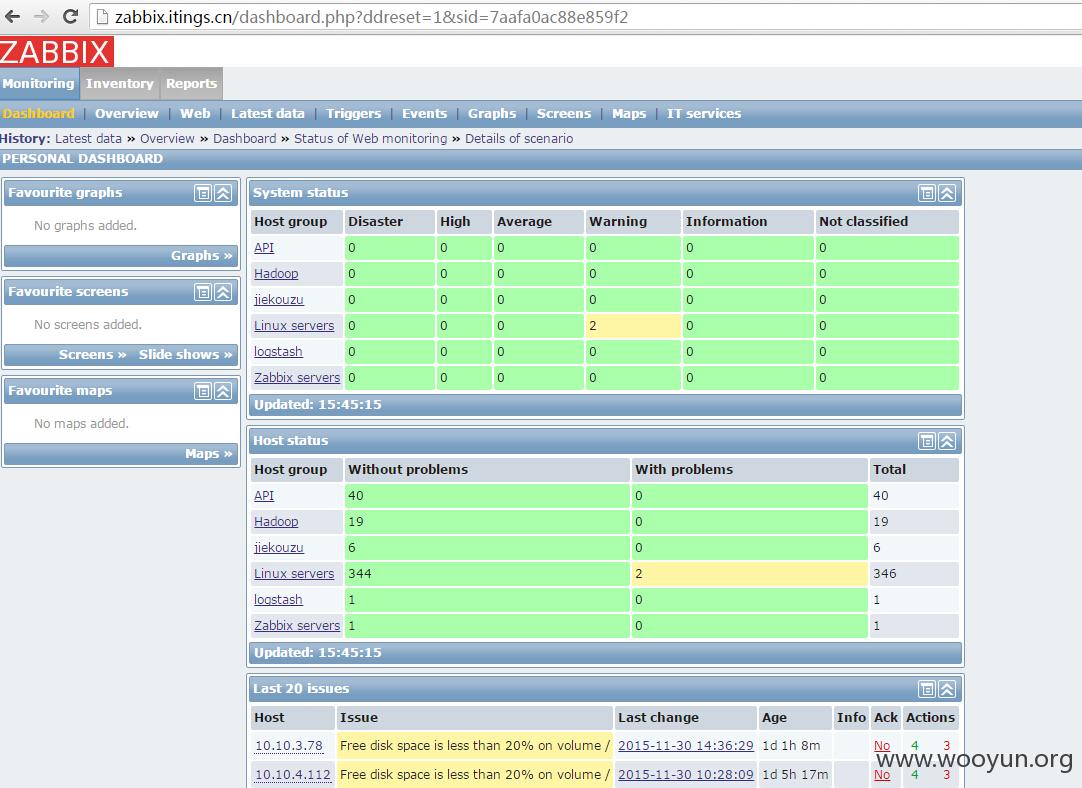 zabbix.itings.cn/dashboard.php?ddreset=1&sid=7aafa0ac88e859f2
ZABBIX
Monitoring Inventory Reports
Dashboard | Overview | Web | Latest data | Triggers | Events | Graphs | Screens | Maps | IT services
History: Latest data » Overview » Dashboard » Status of Web monitoring » Details of scenario
PERSONAL DASHBOARD
Favourite graphs
No graphs added.
Graphs »
Favourite screens
No screens added.
Screens » Slide shows »
Favourite maps
No maps added.
Maps »
System status
Host group Disaster High Average Warning Information Not classified
API 0 0 0 0 0 0
Hadoop 0 0 0 0 0 0
jiekouzu 0 0 0 0 0 0
Linux servers 0 0 0 2 0 0
logstash 0 0 0 0 0 0
Zabbix servers 0 0 0 0 0 0
Updated: 15:45:15
Host status
Host group Without problems With problems Total
API 40 0 40
Hadoop 19 0 19
jiekouzu 6 0 6
Linux servers 344 2 346
logstash 1 0 1
Zabbix servers 1 0 1
Updated: 15:45:15
Last 20 issues
Host Issue Last change Age Info Ack Actions
10.10.3.78 Free disk space is less than 20% on volume / 2015-11-30 14:36:29 1d 1h 8m No 4 3
10.10.4.112 Free disk space is less than 20% on volume / 2015-11-30 10:28:09 1d 5h 17m No 4 3
www.wooyun.org